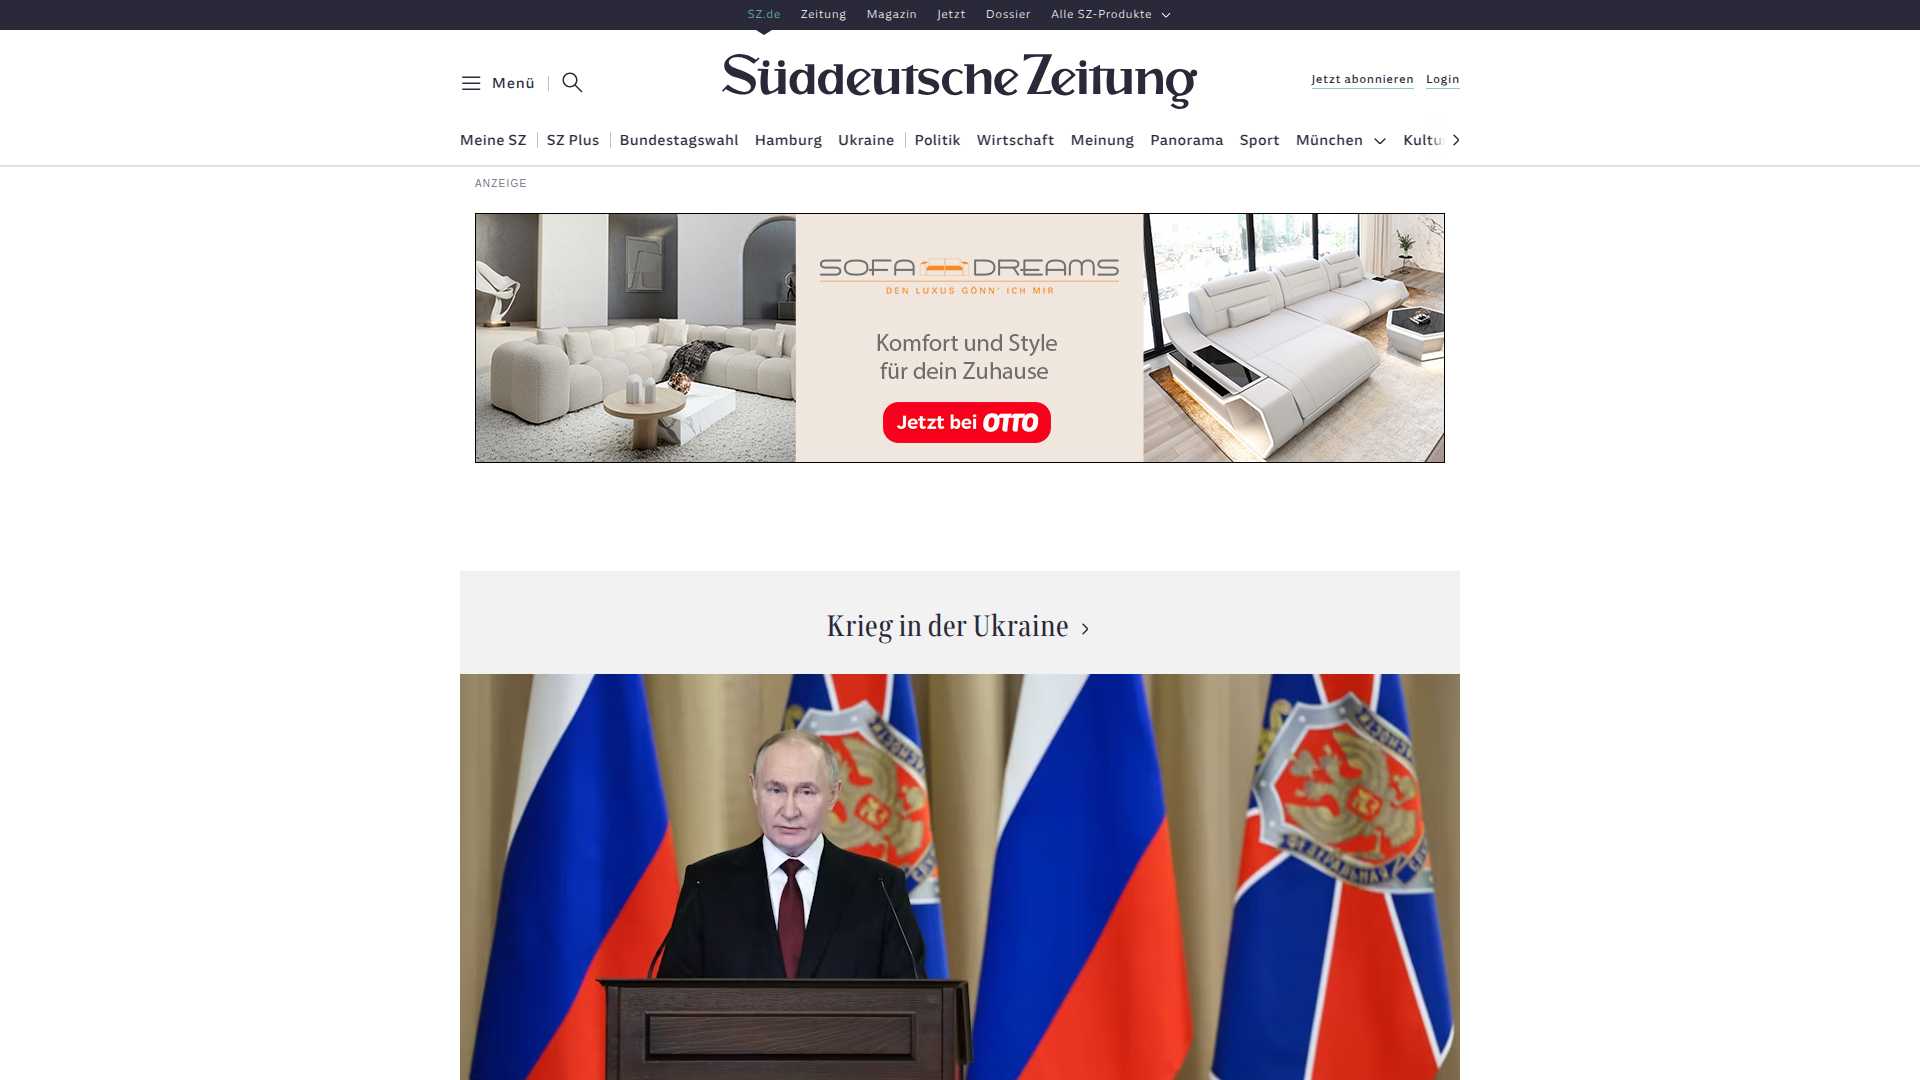 SZ.de Zeitung Magazin Jetzt Dossier Alle SZ-Produkte
Menü
Süddeutsche Zeitung
Jetzt abonnieren Login
Meine SZ SZ Plus Bundestagswahl Hamburg Ukraine Politik Wirtschaft Meinung Panorama Sport München Kultu
ANZEIGE
SOFA DREAMS
DEN LUXUS GÖNN' ICH MIR
Komfort und Style
für dein Zuhause
Jetzt bei OTTO
Krieg in der Ukraine